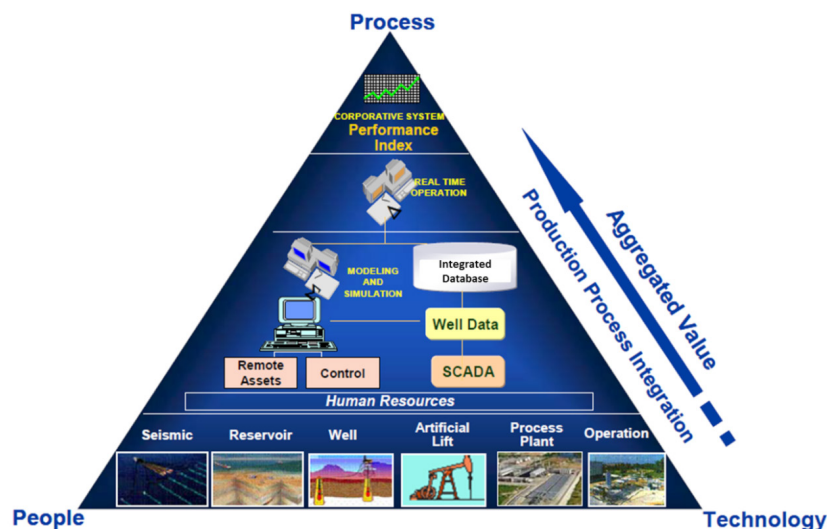 Process
CORPORATIVE SYSTEM
Performance
Index
REAL TIME
OPERATION
MODELING
AND
SIMULATION
Integrated
Database
Well Data
Remote
Assets
Control
SCADA
Human Resources
Seismic
Reservoir
Well
Artificial
Lift
Process
Plant
Operation
People
Technology
Aggregated Value
Production Process Integration